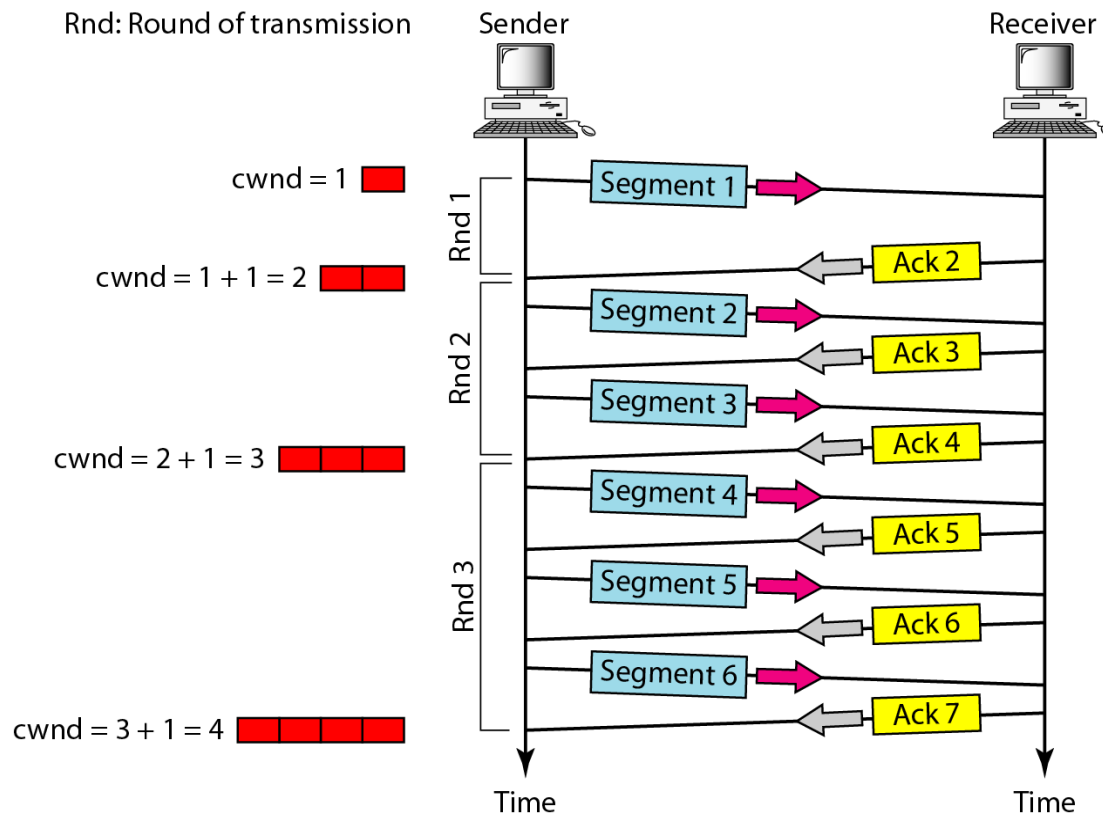 Rnd: Round of transmission
Sender
Receiver
cwnd = 1
Rnd 1
Segment 1
Ack 2
cwnd = 1 + 1 = 2
Rnd 2
Segment 2
Ack 3
Segment 3
Ack 4
cwnd = 2 + 1 = 3
Rnd 3
Segment 4
Ack 5
Segment 5
Ack 6
Segment 6
Ack 7
cwnd = 3 + 1 = 4
Time
Time